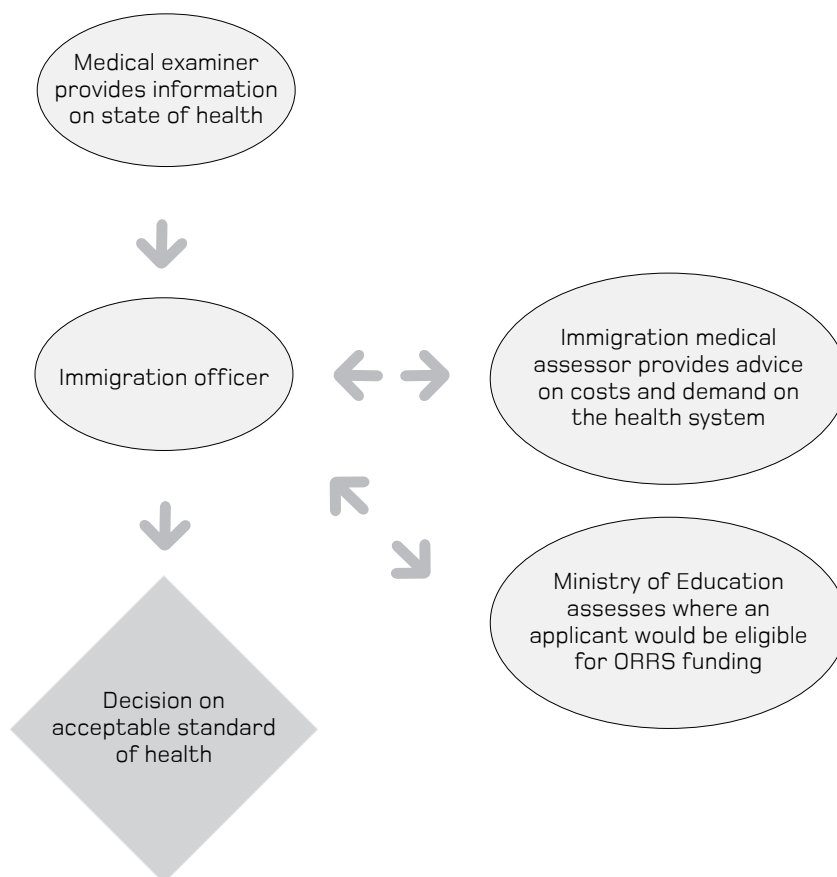 Medical examiner
provides information
on state of health
Immigration officer
Immigration medical
assessor provides advice
on costs and demand on
the health system
Ministry of Education
assesses where an
applicant would be eligible
for ORRS funding
Decision on
acceptable standard
of health